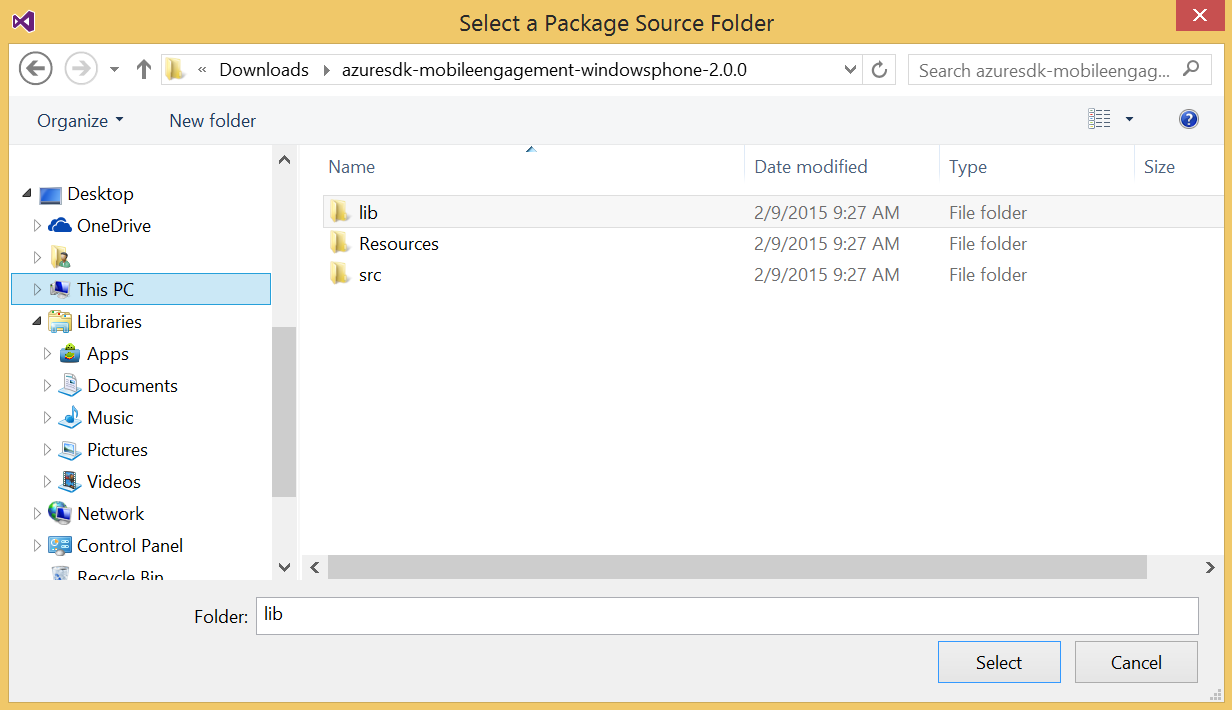 Select a Package Source Folder
« Downloads azuresdk-mobileengagement-windowsphone-2.0.0
Search azuresdk-mobileengag...
Organize New folder
?
Name Date modified Type Size
Desktop
OneDrive
This PC
Libraries
Apps
Documents
Music
Pictures
Videos
Network
Control Panel
Recycle Bin
lib 2/9/2015 9:27 AM File folder
Resources 2/9/2015 9:27 AM File folder
src 2/9/2015 9:27 AM File folder
Folder: lib
Select Cancel